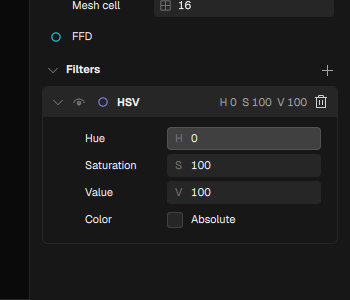 Mesh cell 16
FFD
Filters
HSV H 0 S 100 V 100
Hue H 0
Saturation S 100
Value V 100
Color Absolute